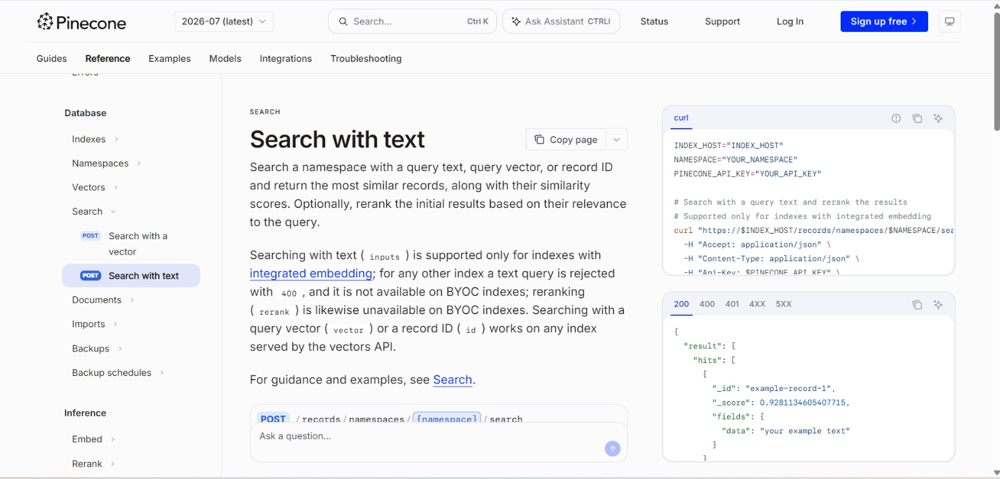 Pinecone
2026-07 (latest)
Search...
Ctrl K
Ask Assistant CTRLI
Status
Support
Log In
Sign up free
Guides
Reference
Examples
Models
Integrations
Troubleshooting
Errors
Database
Indexes
Namespaces
Vectors
Search
POST Search with a
vector
POST Search with text
Documents
Imports
Backups
Backup schedules
Inference
Embed
Rerank
SEARCH
Search with text
Copy page
Search a namespace with a query text, query vector, or record ID
and return the most similar records, along with their similarity
scores. Optionally, rerank the initial results based on their relevance
to the query.
Searching with text ( inputs ) is supported only for indexes with
integrated embedding; for any other index a text query is rejected
with 400 , and it is not available on BYOC indexes; reranking
( rerank ) is likewise unavailable on BYOC indexes. Searching with a
query vector ( vector ) or a record ID ( id ) works on any index
served by the vectors API.
For guidance and examples, see Search.
POST /records/namespaces/{namespace}/search
Ask a question...
curl
INDEX_HOST="INDEX_HOST"
NAMESPACE="YOUR_NAMESPACE"
PINECONE_API_KEY="YOUR_API_KEY"
# Search with a query text and rerank the results
# Supported only for indexes with integrated embedding
curl "https://$INDEX_HOST/records/namespaces/$NAMESPACE/sea
-H "Accept: application/json" \
-H "Content-Type: application/json" \
-H "Api-Key: $PINECONE_API_KEY" \
200 400 401 4XX 5XX
{
"result": {
"hits": [
{
"_id": "example-record-1",
"_score": 0.9281134605407715,
"fields": {
"data": "your example text"
}
}